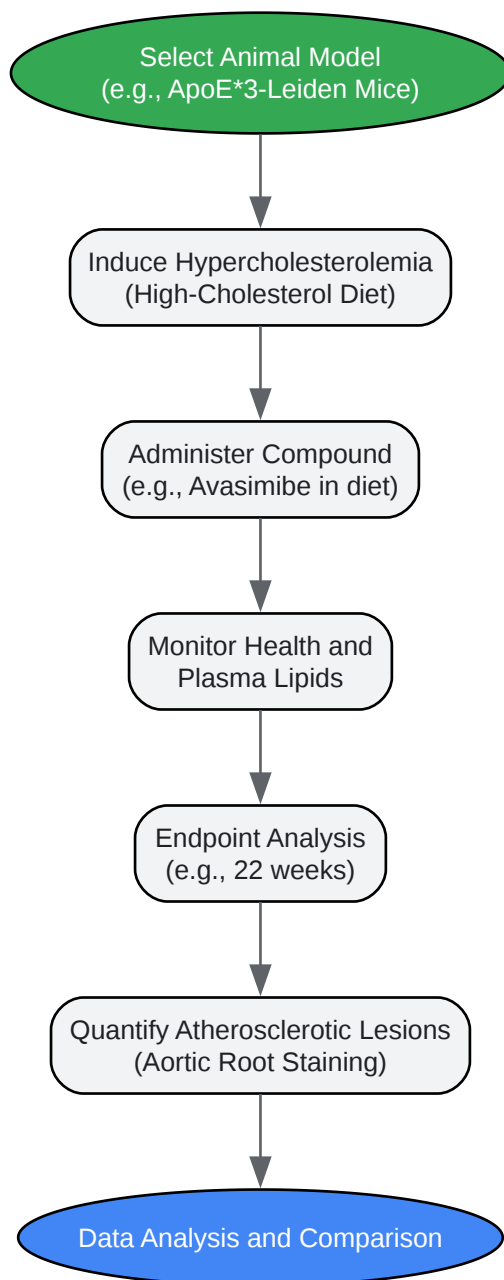 Select Animal Model
(e.g., ApoE*3-Leiden Mice)
Induce Hypercholesterolemia
(High-Cholesterol Diet)
Administer Compound
(e.g., Avasimibe in diet)
Monitor Health and
Plasma Lipids
Endpoint Analysis
(e.g., 22 weeks)
Quantify Atherosclerotic Lesions
(Aortic Root Staining)
Data Analysis and Comparison